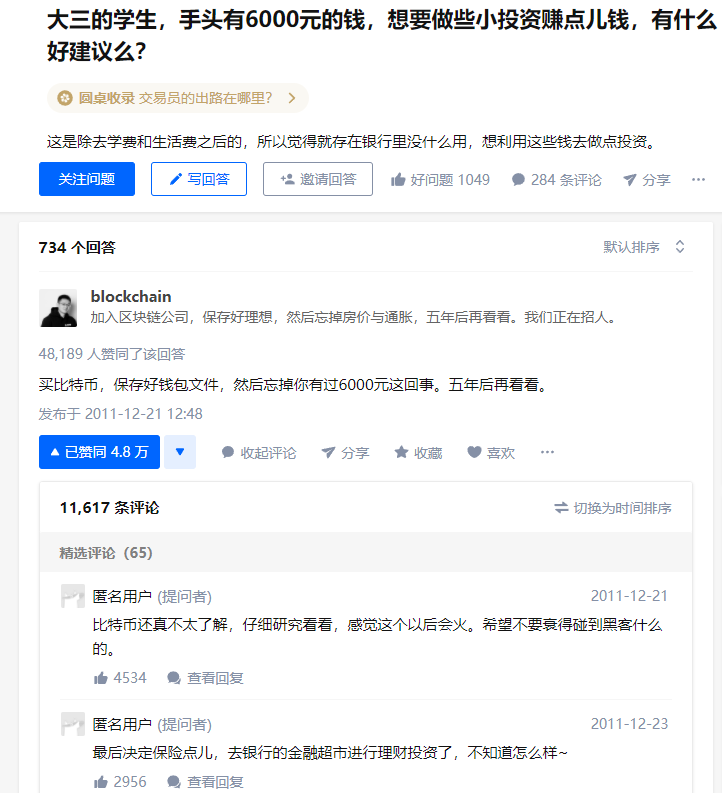 大三的学生，手头有6000元的钱，想要做些小投资赚点儿钱，有什么
好建议么？
圆桌收录 交易员的出路在哪里？
这是除去学费和生活费之后的，所以觉得就存在银行里没什么用，想利用这些钱去做点投资。
关注问题 写回答 邀请回答 好问题 1049 284 条评论 分享
734 个回答 默认排序
blockchain
加入区块链公司，保存好理想，然后忘掉房价与通胀，五年后再看看。我们正在招人。
48,189 人赞同了该回答
买比特币，保存好钱包文件，然后忘掉你有过6000元这回事。五年后再看看。
发布于 2011-12-21 12:48
已赞同 4.8 万 收起评论 分享 收藏 喜欢
11,617 条评论 切换为时间排序
精选评论（65）
匿名用户 (提问者) 2011-12-21
比特币还真不太了解，仔细研究看看，感觉这个以后会火。希望不要衰得碰到黑客什么
的。
4534 查看回复
匿名用户 (提问者) 2011-12-23
最后决定保险点儿，去银行的金融超市进行理财投资了，不知道怎么样~
2956 查看回复